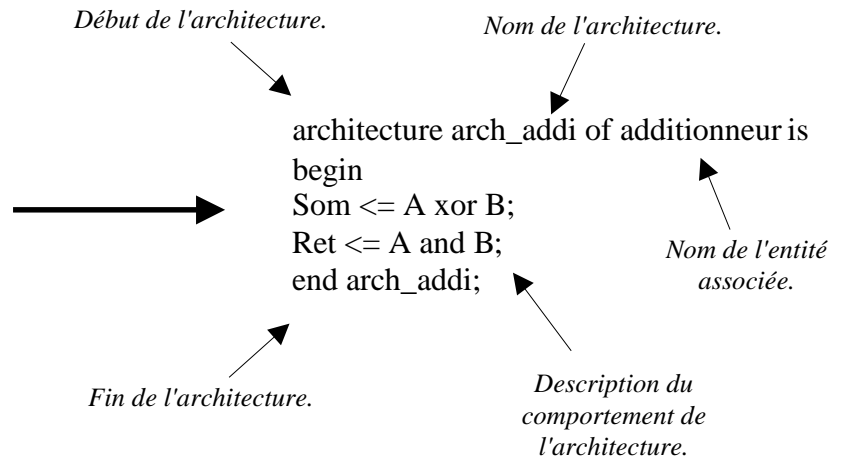 Début de l'architecture.
Nom de l'architecture.
architecture arch_addi of additionneur is
begin
Som <= A xor B;
Ret <= A and B;
end arch_addi;
Nom de l'entité
associée.
Fin de l'architecture.
Description du
comportement de
l'architecture.